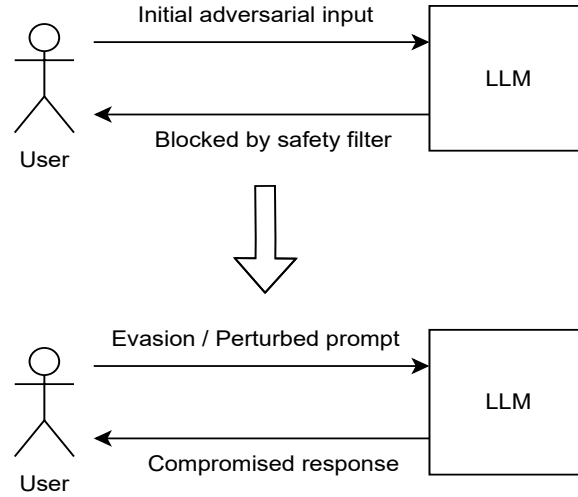 Initial adversarial input
LLM
Blocked by safety filter
User
Evasion / Perturbed prompt
LLM
Compromised response
User